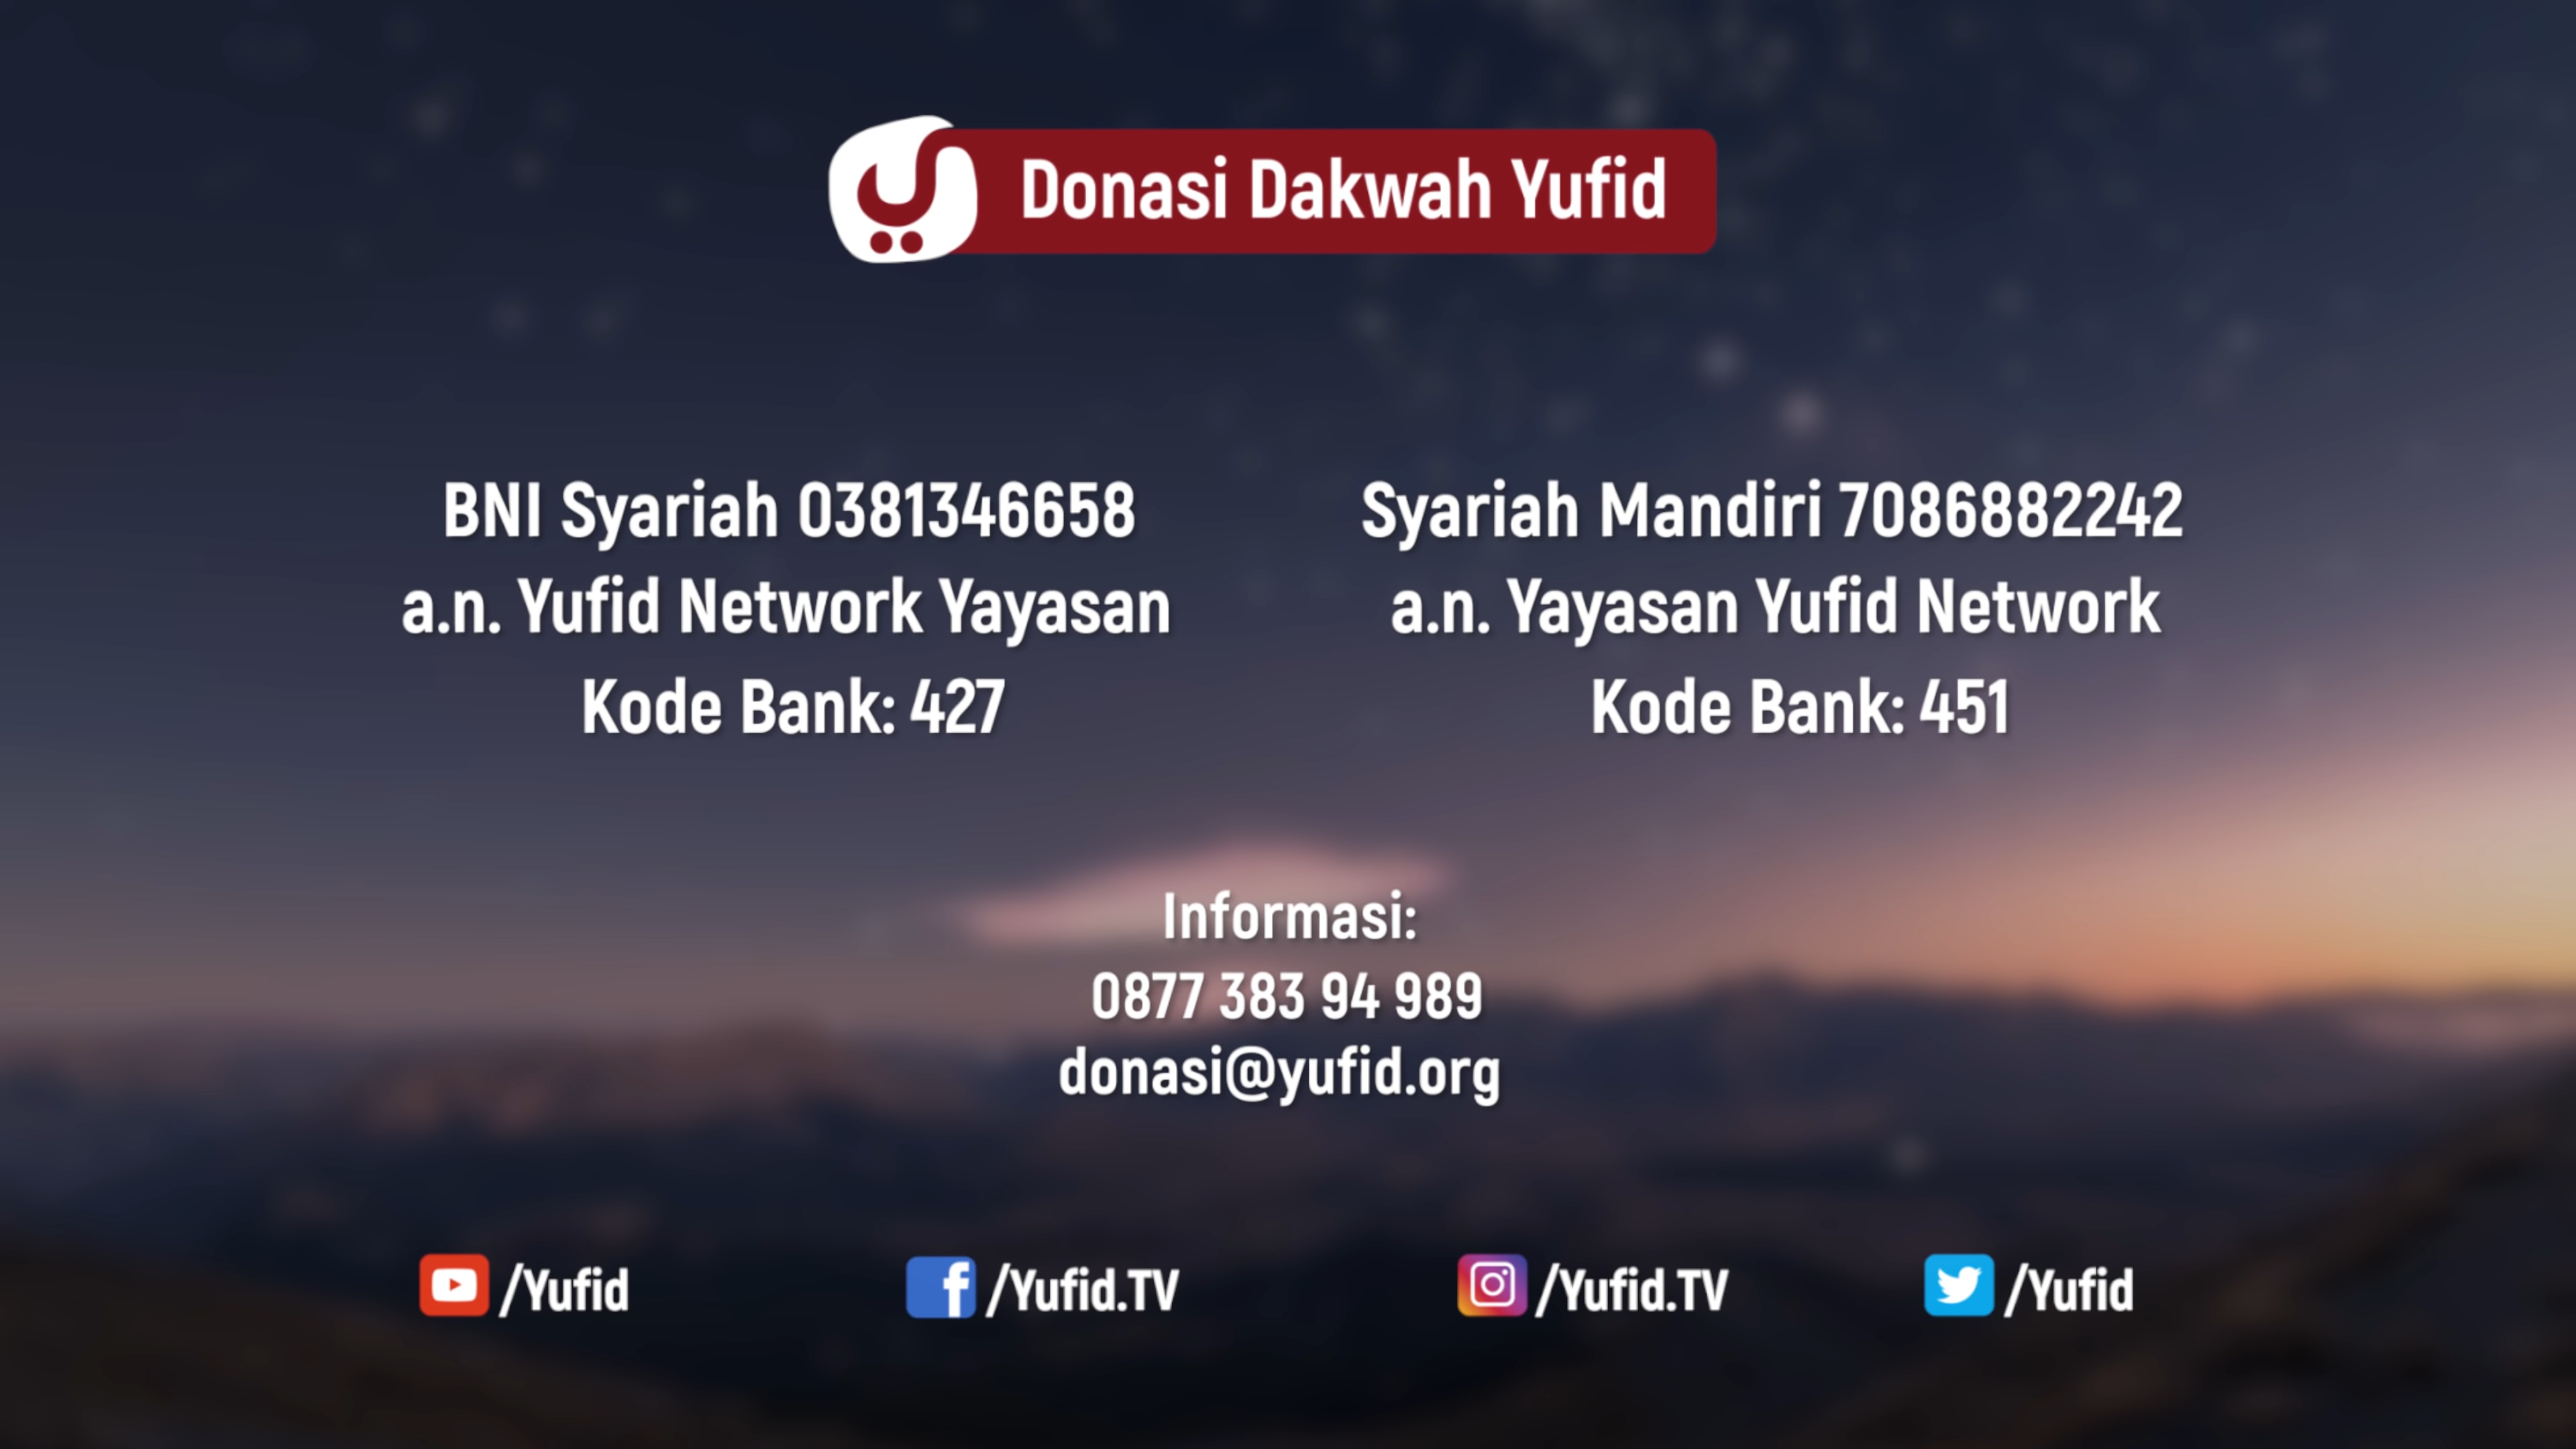 Donasi Dakwah Yufid
BNI Syariah 0381346658
a.n. Yufid Network Yayasan
Kode Bank: 427
Syariah Mandiri 7086882242
a.n. Yayasan Yufid Network
Kode Bank: 451
Informasi:
0877 383 94 989
donasi@yufid.org
/Yufid
/Yufid.TV
/Yufid.TV
/Yufid